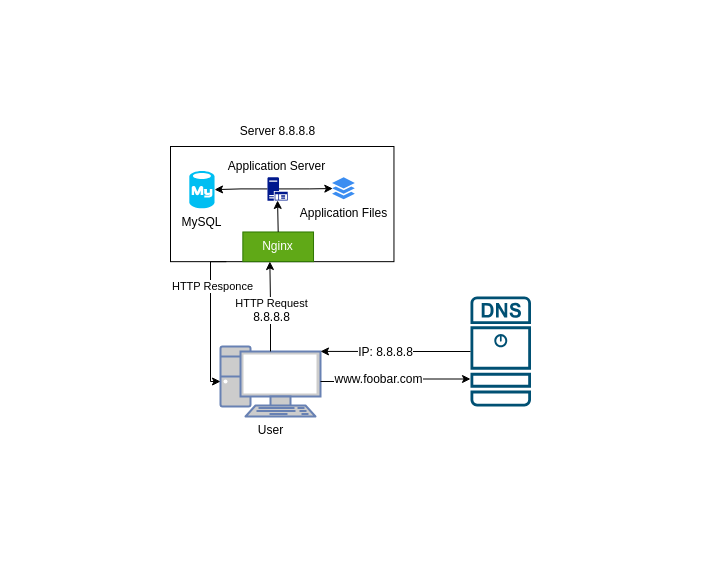 Server 8.8.8.8
Application Server
My
MySQL
Application Files
Nginx
HTTP Responce
HTTP Request
8.8.8.8
DNS
IP: 8.8.8.8
www.foobar.com
User